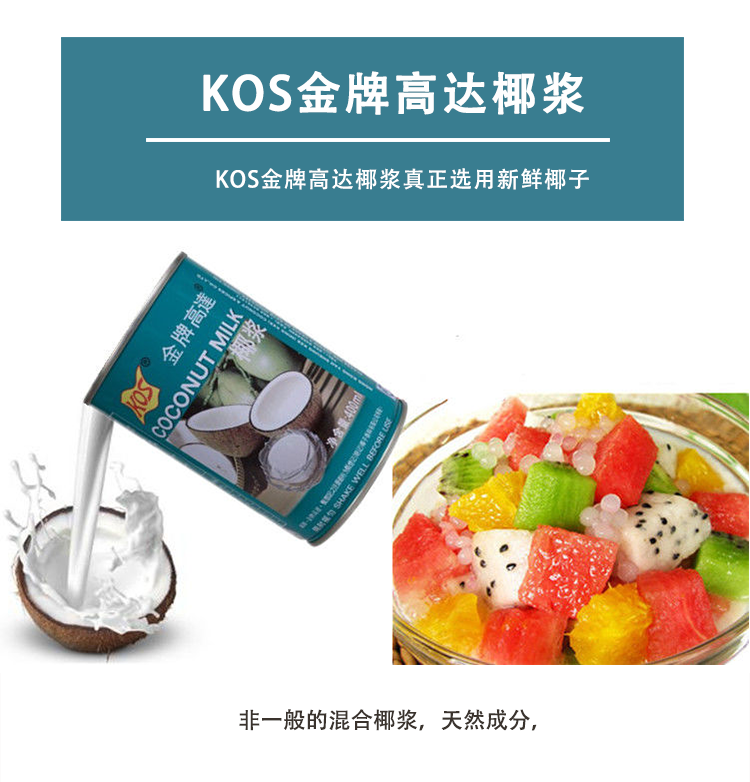 KOS金牌高达椰浆
KOS金牌高达椰浆真正选用新鲜椰子
金牌高達®
KOS®
COCONUT MILK
椰浆
净含量:400ml
SHAKE WELL BEFORE USE
非一般的混合椰浆，天然成分，